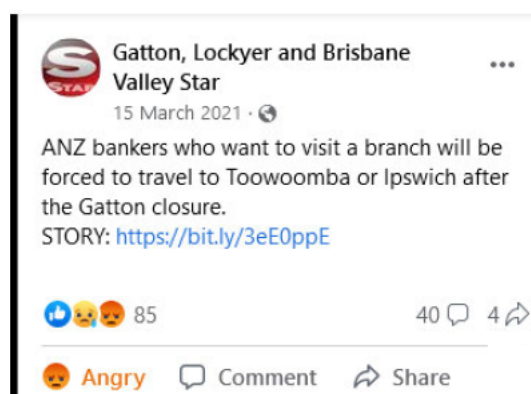 Gatton, Lockyer and Brisbane
Valley Star
15 March 2021 ·
ANZ bankers who want to visit a branch will be
forced to travel to Toowoomba or Ipswich after
the Gatton closure.
STORY: https://bit.ly/3eE0ppE
85 40 4
Angry Comment Share
S
STAR